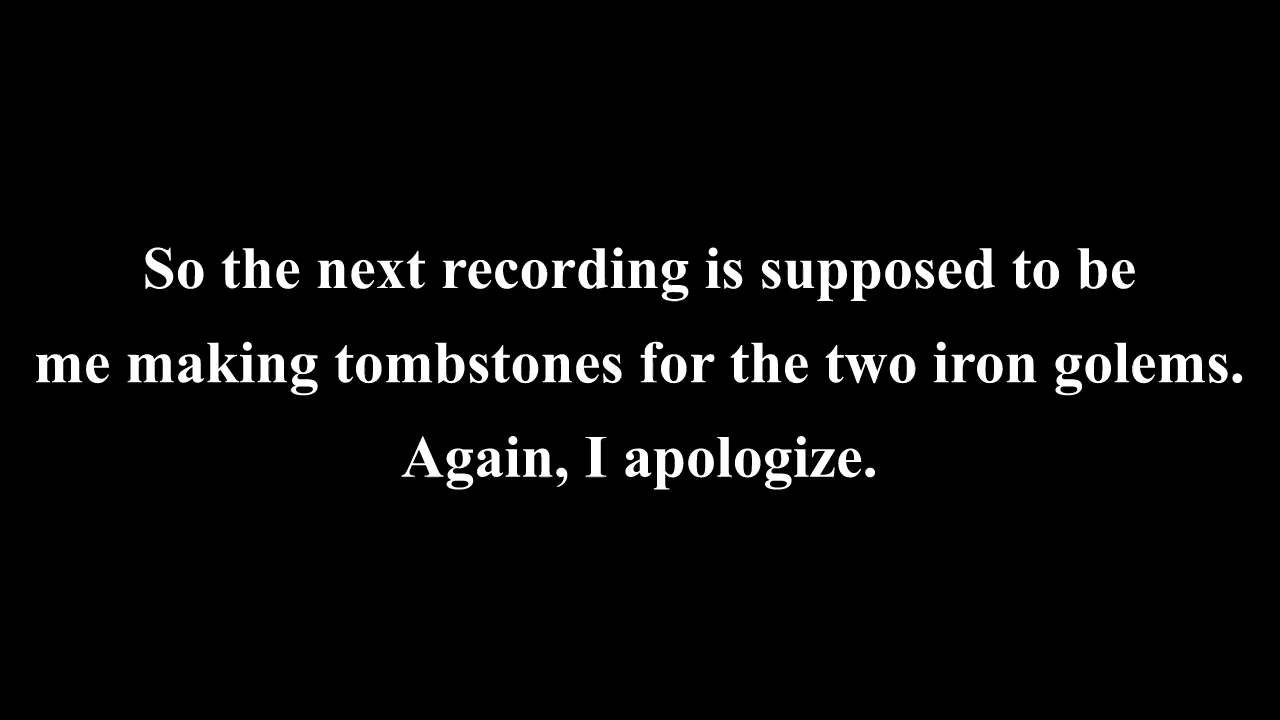 So the next recording is supposed to be
me making tombstones for the two iron golems.
Again, I apologize.